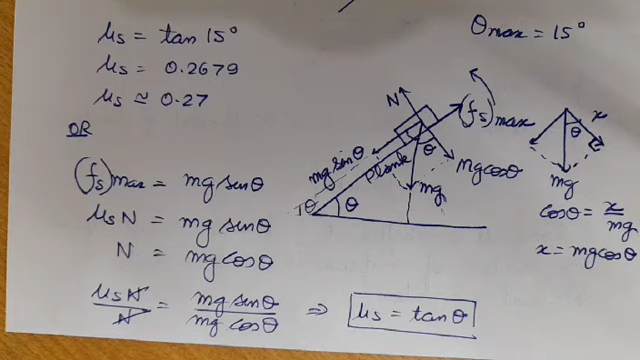 μs = tan 15°
μs = 0.2679
μs ≃ 0.27
OR
(fs)max = mg sinθ
μsN = mg sinθ
N = mg cosθ
μsN/N = mg sinθ/mg cosθ ⇒ μs = tanθ
θmax = 15°
N
(fs)max
mg sinθ
Plank
θ
mg cosθ
mg
θ
θ
x
θ
mg
cosθ = x/mg
x = mg cosθ